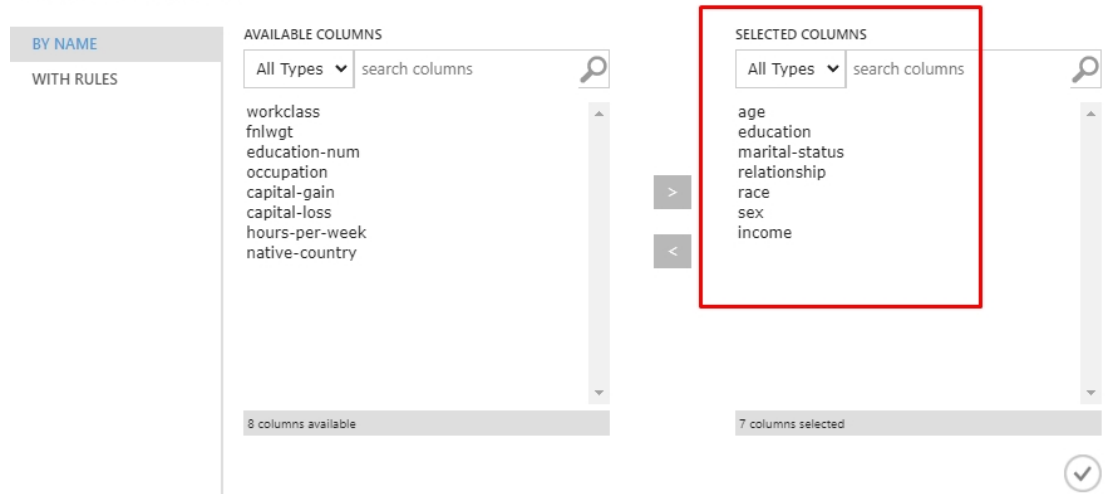 BY NAME
WITH RULES
AVAILABLE COLUMNS
All Types search columns
workclass
fnlwgt
education-num
occupation
capital-gain
capital-loss
hours-per-week
native-country
8 columns available
>
<
SELECTED COLUMNS
All Types search columns
age
education
marital-status
relationship
race
sex
income
7 columns selected